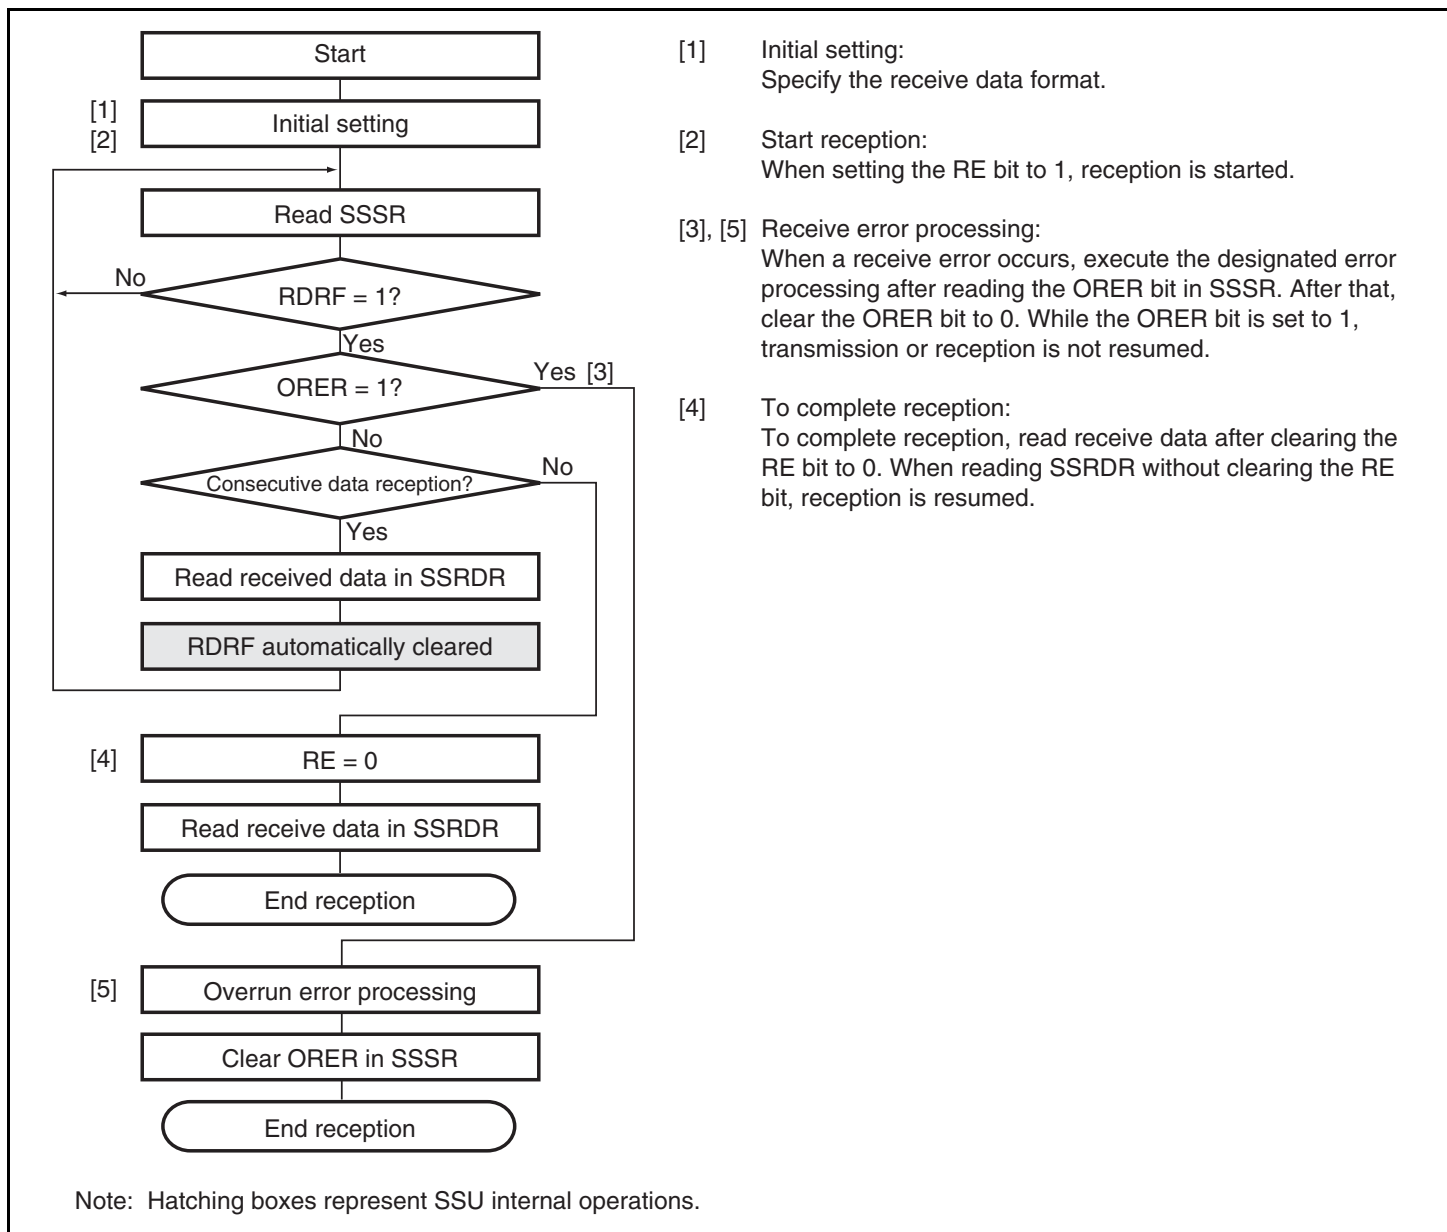 Start
[1]
[2]
Initial setting
Read SSSR
No
RDRF = 1?
Yes
ORER = 1?
Yes [3]
No
Consecutive data reception?
No
Yes
Read received data in SSRDR
RDRF automatically cleared
[4]
RE = 0
Read receive data in SSRDR
End reception
[5]
Overrun error processing
Clear ORER in SSSR
End reception
[1] Initial setting:
Specify the receive data format.
[2] Start reception:
When setting the RE bit to 1, reception is started.
[3], [5] Receive error processing:
When a receive error occurs, execute the designated error
processing after reading the ORER bit in SSSR. After that,
clear the ORER bit to 0. While the ORER bit is set to 1,
transmission or reception is not resumed.
[4] To complete reception:
To complete reception, read receive data after clearing the
RE bit to 0. When reading SSRDR without clearing the RE
bit, reception is resumed.
Note: Hatching boxes represent SSU internal operations.